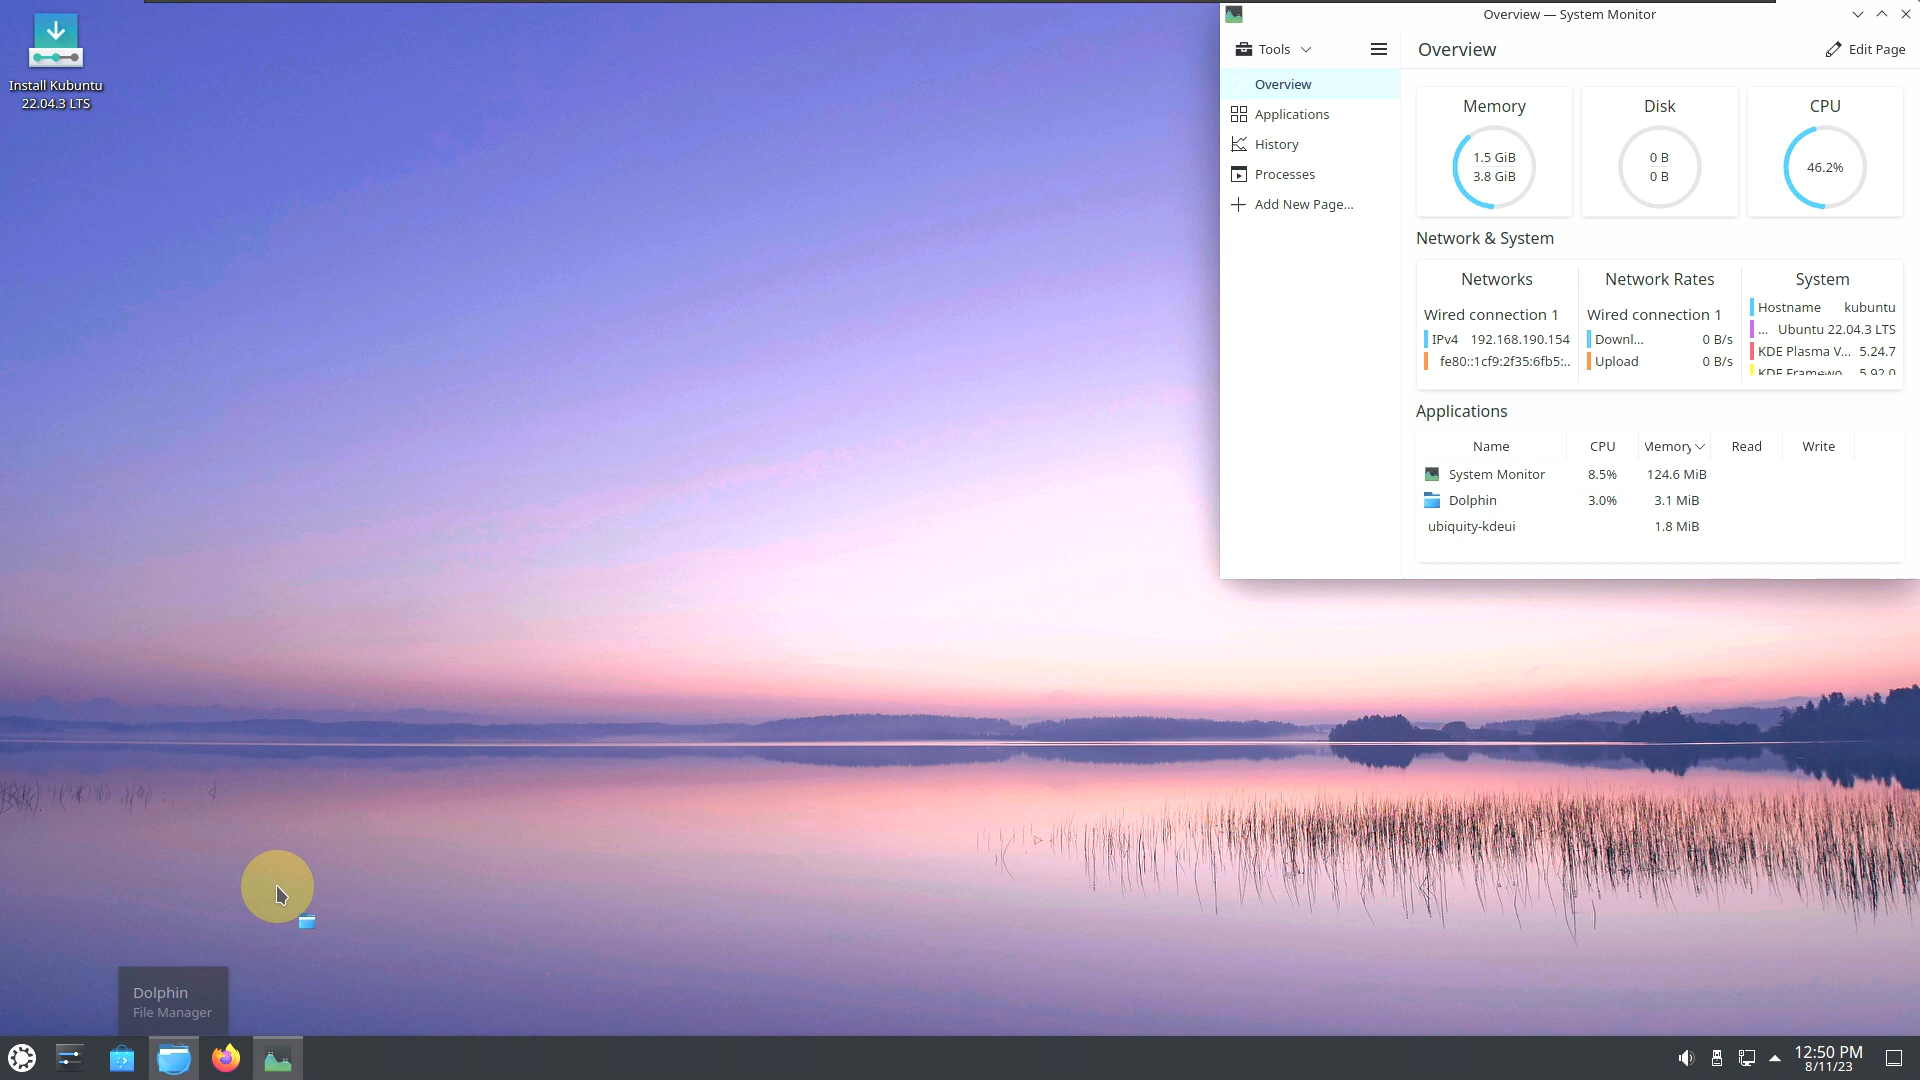 Install Kubuntu
22.04.3 LTS
Overview — System Monitor
Tools
Overview
Edit Page
Overview
Applications
History
Processes
Add New Page...
Memory
1.5 GiB
3.8 GiB
Disk
0 B
0 B
CPU
46.2%
Network & System
Networks
Wired connection 1
IPv4 192.168.190.154
fe80::1cf9:2f35:6fb5:..
Network Rates
Wired connection 1
Downl... 0 B/s
Upload 0 B/s
System
Hostname kubuntu
... Ubuntu 22.04.3 LTS
KDE Plasma V... 5.24.7
KDE Framewo... 5.92.0
Applications
Name CPU Memory Read Write
System Monitor 8.5% 124.6 MiB
Dolphin 3.0% 3.1 MiB
ubiquity-kdeui 1.8 MiB
Dolphin
File Manager
12:50 PM
8/11/23